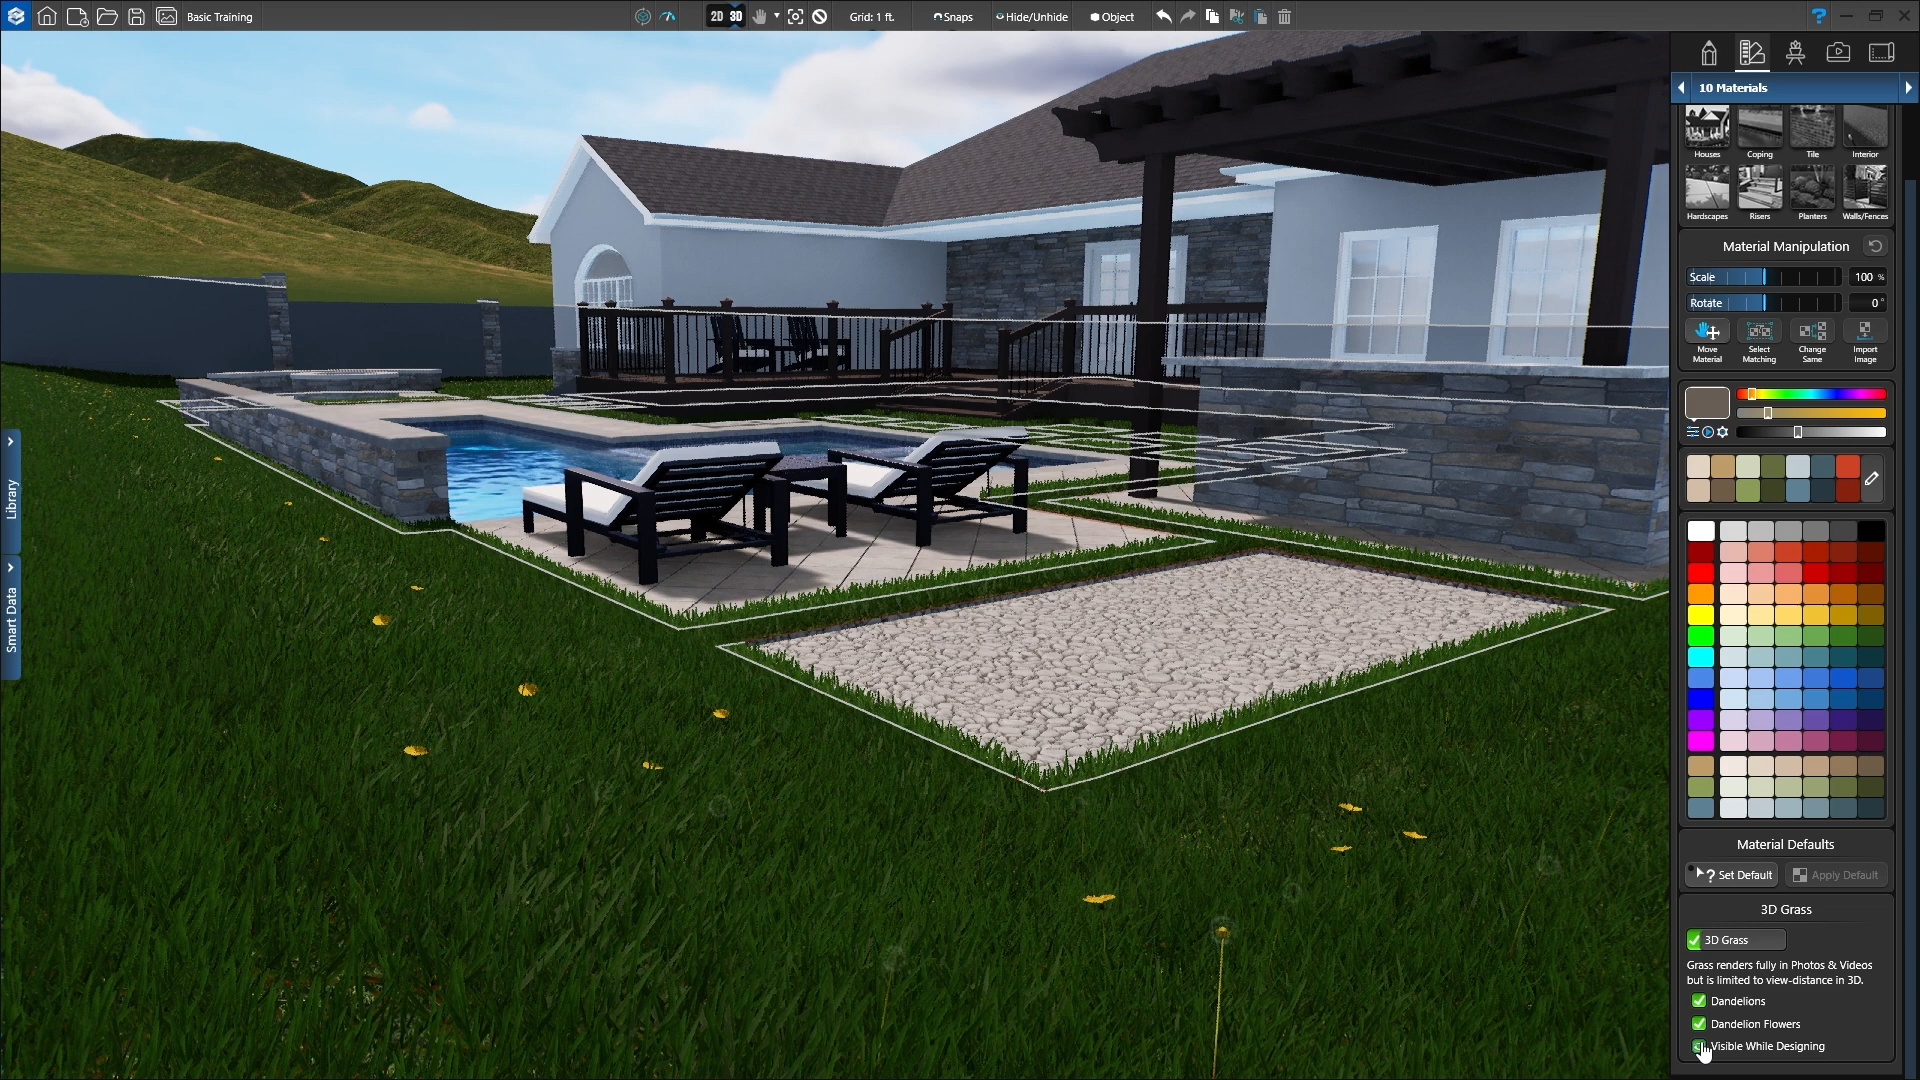 Basic Training
2D 3D
Grid: 1 ft.
Snaps
Hide/Unhide
Object
?
10 Materials
Houses
Coping
Tile
Interior
Hardscapes
Risers
Planters
Walls/Fences
Material Manipulation
Scale
100 %
Rotate
0°
Move Material
Select Matching
Change Same
Import Image
Library
Smart Data
Material Defaults
? Set Default
Apply Default
3D Grass
3D Grass
Grass renders fully in Photos & Videos
but is limited to view-distance in 3D.
Dandelions
Dandelion Flowers
Visible While Designing